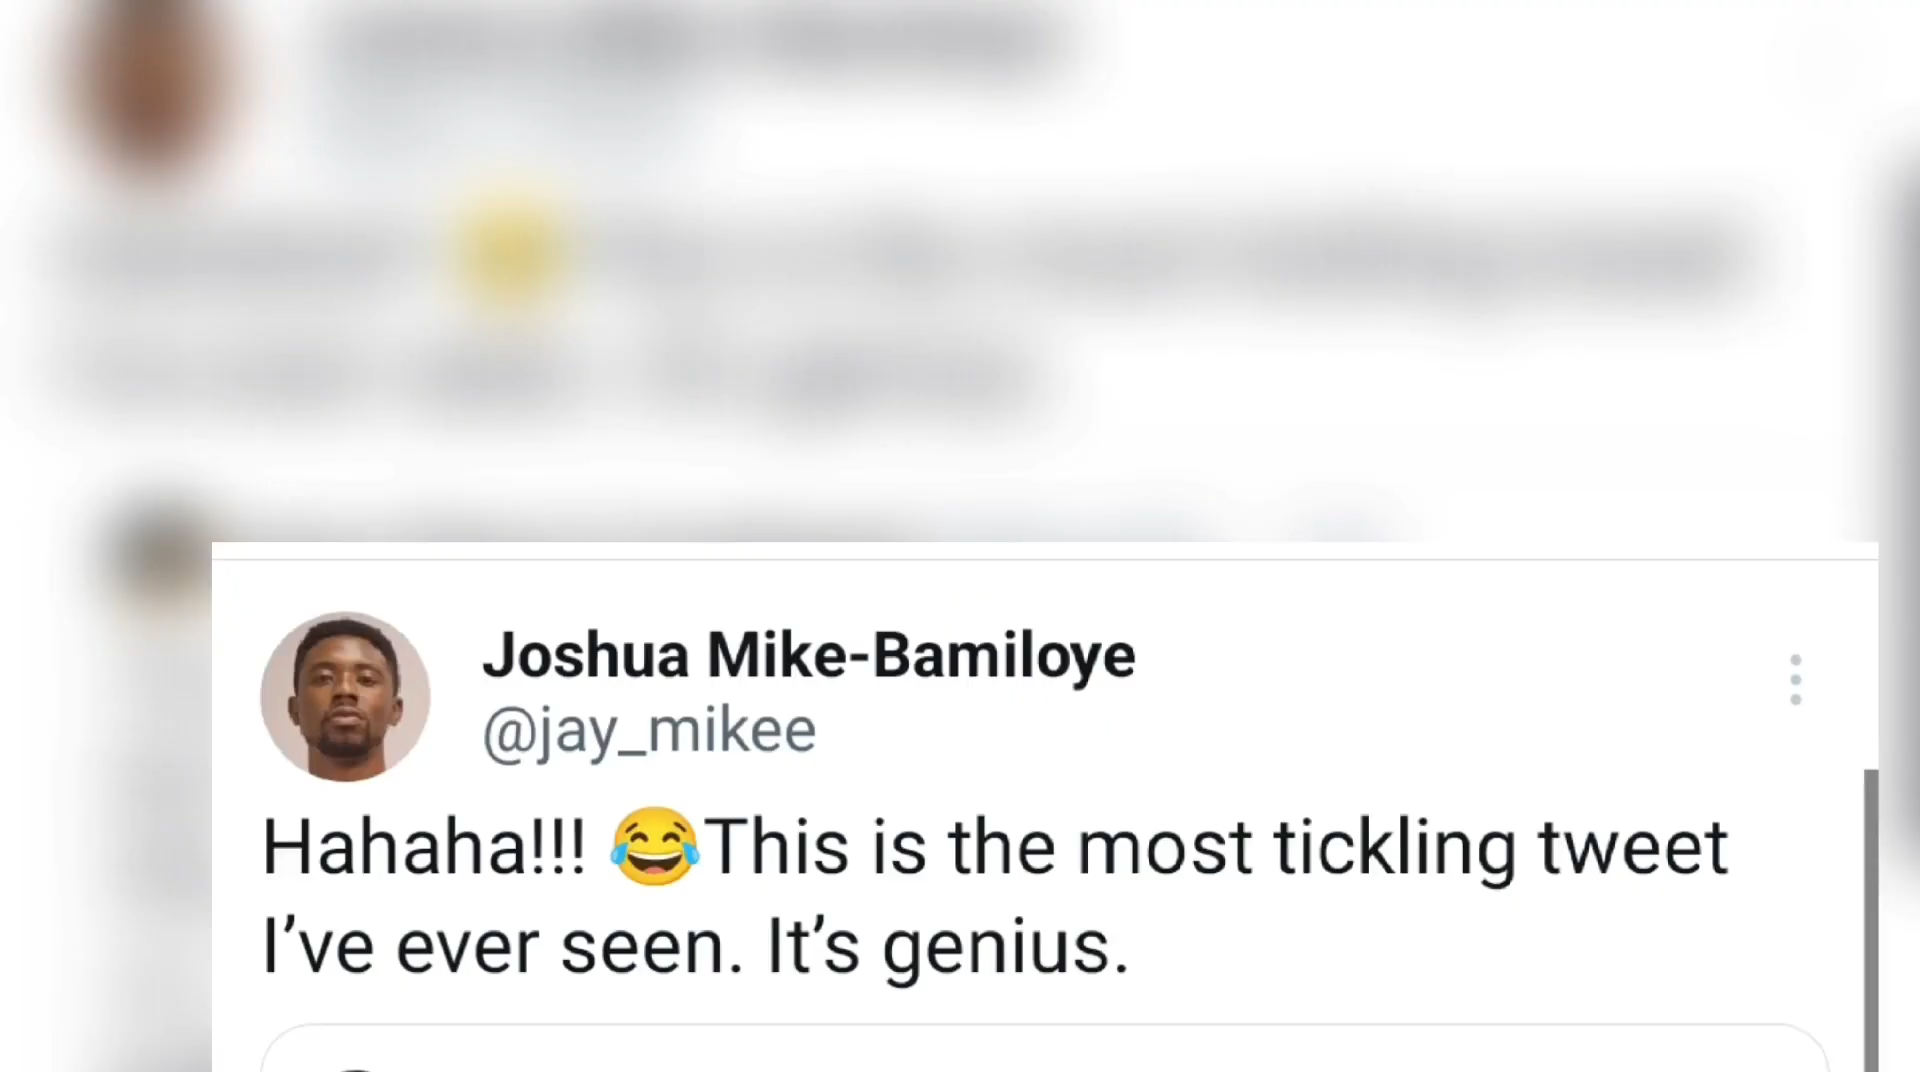 Joshua Mike-Bamiloye
@jay_mikee
Hahaha!!! 😂This is the most tickling tweet
I’ve ever seen. It’s genius.